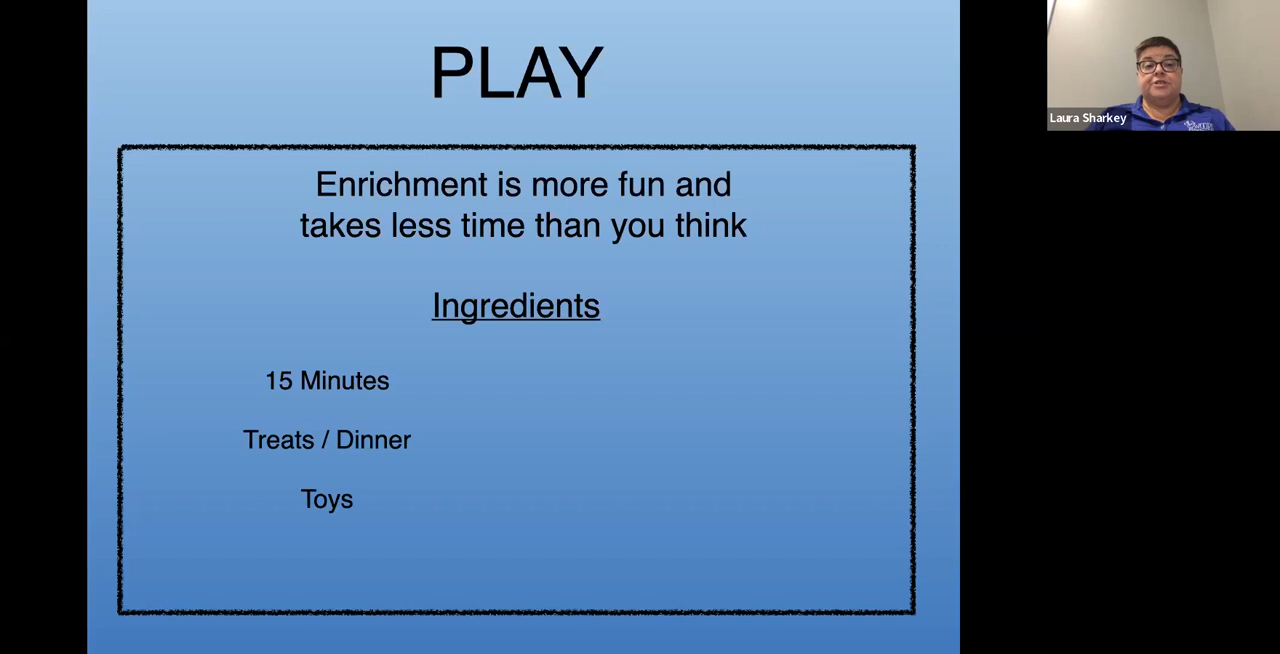 PLAY
Enrichment is more fun and
takes less time than you think
Ingredients
15 Minutes
Treats / Dinner
Toys
Laura Sharkey